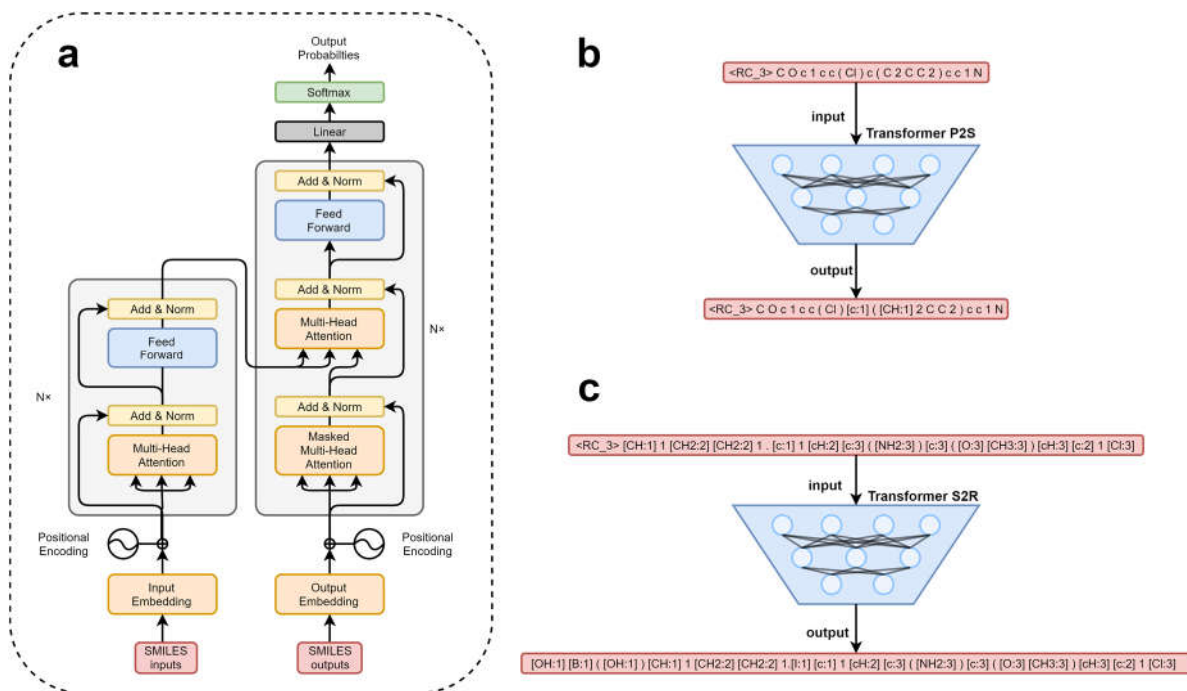 a
Output
Probabilties
Softmax
Linear
Add & Norm
Feed
Forward
Add & Norm
Multi-Head
Attention
N×
Add & Norm
Masked
Multi-Head
Attention
Add & Norm
Feed
Forward
N×
Add & Norm
Multi-Head
Attention
Positional
Encoding
Positional
Encoding
Input
Embedding
Output
Embedding
SMILES
inputs
SMILES
outputs
b
<RC_3> C O c 1 c c ( Cl ) c ( C 2 C C 2 ) c c 1 N
input
Transformer P2S
output
<RC_3> C O c 1 c c ( Cl ) [c:1] ( [CH:1] 2 C C 2 ) c c 1 N
c
<RC_3> [CH:1] 1 [CH2:2] [CH2:2] 1 . [c:1] 1 [cH:2] [c:3] ( [NH2:3] ) [c:3] ( [O:3] [CH3:3] ) [cH:3] [c:2] 1 [Cl:3]
input
Transformer S2R
output
[OH:1] [B:1] ( [OH:1] ) [CH:1] 1 [CH2:2] [CH2:2] 1.[I:1] [c:1] 1 [cH:2] [c:3] ( [NH2:3] ) [c:3] ( [O:3] [CH3:3] ) [cH:3] [c:2] 1 [Cl:3]